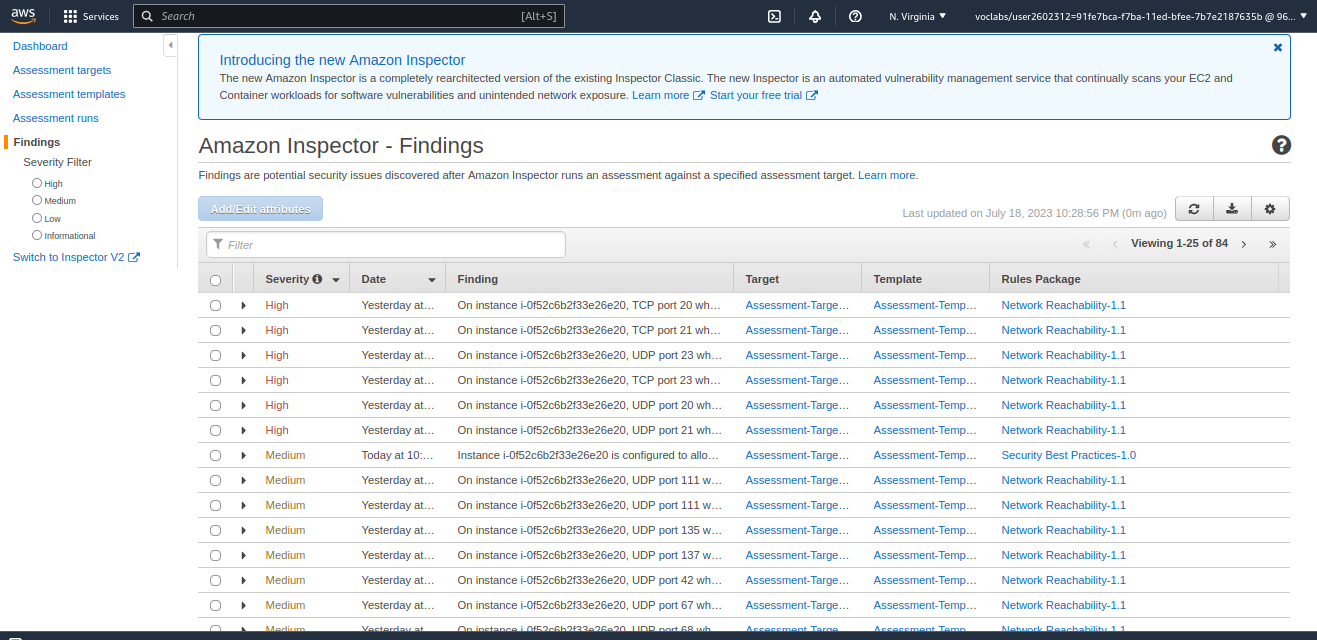 aws Services Search [Alt+S] N. Virginia voclabs/user2602312=91fe7bca-f7ba-11ed-bfee-7b7e2187635b @ 96...
Dashboard
Assessment targets
Assessment templates
Assessment runs
Findings
Severity Filter
High
Medium
Low
Informational
Switch to Inspector V2
Introducing the new Amazon Inspector
The new Amazon Inspector is a completely rearchitected version of the existing Inspector Classic. The new Inspector is an automated vulnerability management service that continually scans your EC2 and
Container workloads for software vulnerabilities and unintended network exposure. Learn more Start your free trial
Amazon Inspector - Findings
Findings are potential security issues discovered after Amazon Inspector runs an assessment against a specified assessment target. Learn more.
Add/Edit attributes
Last updated on July 18, 2023 10:28:56 PM (0m ago)
Filter
« ‹ Viewing 1-25 of 84 › »
Severity Date Finding Target Template Rules Package
High Yesterday at... On instance i-0f52c6b2f33e26e20, TCP port 20 wh... Assessment-Targe... Assessment-Temp... Network Reachability-1.1
High Yesterday at... On instance i-0f52c6b2f33e26e20, TCP port 21 wh... Assessment-Targe... Assessment-Temp... Network Reachability-1.1
High Yesterday at... On instance i-0f52c6b2f33e26e20, UDP port 23 wh... Assessment-Targe... Assessment-Temp... Network Reachability-1.1
High Yesterday at... On instance i-0f52c6b2f33e26e20, TCP port 23 wh... Assessment-Targe... Assessment-Temp... Network Reachability-1.1
High Yesterday at... On instance i-0f52c6b2f33e26e20, UDP port 20 wh... Assessment-Targe... Assessment-Temp... Network Reachability-1.1
High Yesterday at... On instance i-0f52c6b2f33e26e20, UDP port 21 wh... Assessment-Targe... Assessment-Temp... Network Reachability-1.1
Medium Today at 10:... Instance i-0f52c6b2f33e26e20 is configured to allo... Assessment-Targe... Assessment-Temp... Security Best Practices-1.0
Medium Yesterday at... On instance i-0f52c6b2f33e26e20, UDP port 111 w... Assessment-Targe... Assessment-Temp... Network Reachability-1.1
Medium Yesterday at... On instance i-0f52c6b2f33e26e20, UDP port 111 w... Assessment-Targe... Assessment-Temp... Network Reachability-1.1
Medium Yesterday at... On instance i-0f52c6b2f33e26e20, UDP port 135 w... Assessment-Targe... Assessment-Temp... Network Reachability-1.1
Medium Yesterday at... On instance i-0f52c6b2f33e26e20, UDP port 137 w... Assessment-Targe... Assessment-Temp... Network Reachability-1.1
Medium Yesterday at... On instance i-0f52c6b2f33e26e20, UDP port 42 wh... Assessment-Targe... Assessment-Temp... Network Reachability-1.1
Medium Yesterday at... On instance i-0f52c6b2f33e26e20, UDP port 67 wh... Assessment-Targe... Assessment-Temp... Network Reachability-1.1
Medium Yesterday at... On instance i-0f52c6b2f33e26e20, UDP port 68 wh... Assessment-Targe... Assessment-Temp... Network Reachability-1.1